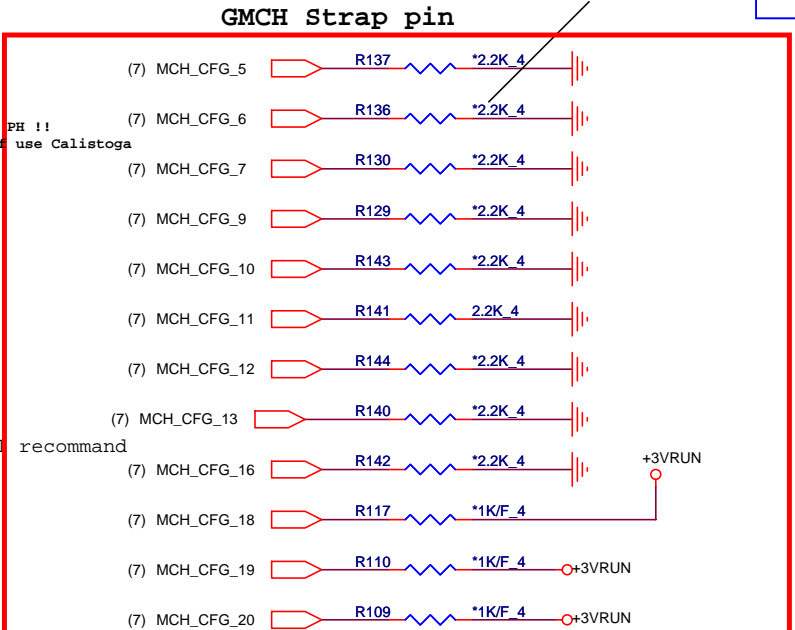 GMCH Strap pin
(7) MCH_CFG_5 R137 *2.2K_4
(7) MCH_CFG_6 R136 *2.2K_4
PH !!
use Calistoga
(7) MCH_CFG_7 R130 *2.2K_4
(7) MCH_CFG_9 R129 *2.2K_4
(7) MCH_CFG_10 R143 *2.2K_4
(7) MCH_CFG_11 R141 2.2K_4
(7) MCH_CFG_12 R144 *2.2K_4
(7) MCH_CFG_13 R140 *2.2K_4
recommand
(7) MCH_CFG_16 R142 *2.2K_4
+3VRUN
(7) MCH_CFG_18 R117 *1K/F_4
(7) MCH_CFG_19 R110 *1K/F_4 +3VRUN
(7) MCH_CFG_20 R109 *1K/F_4 +3VRUN